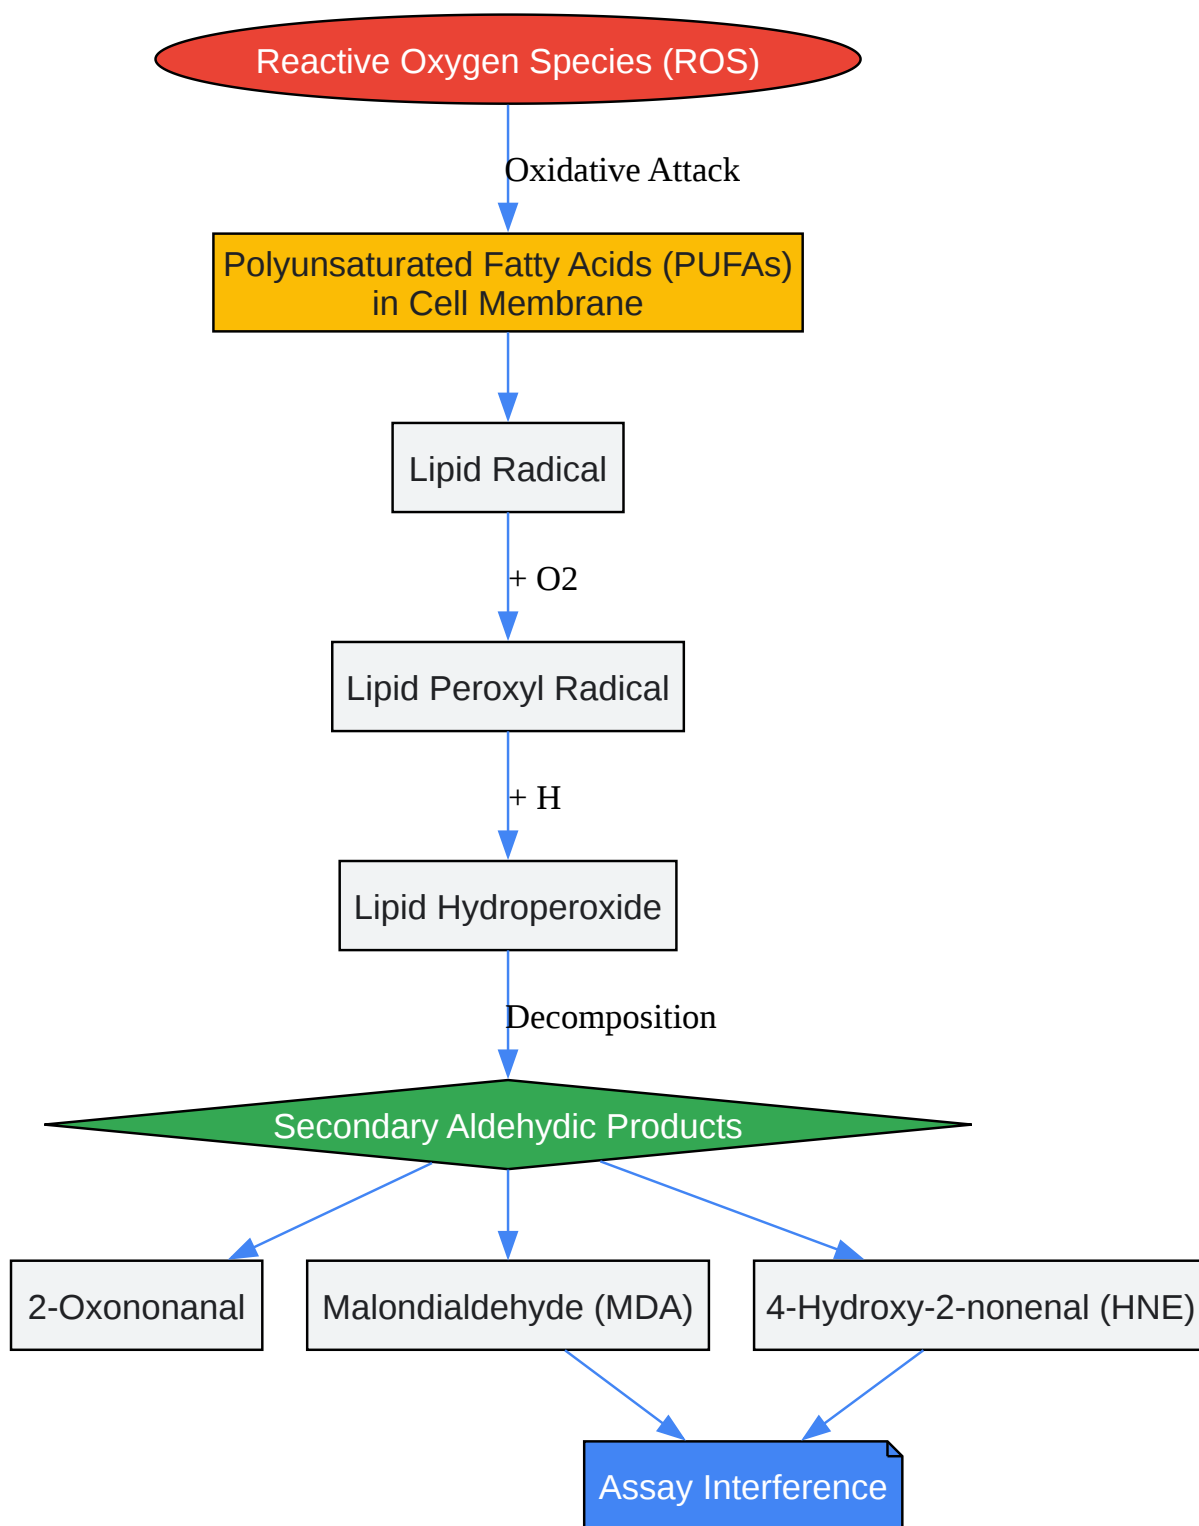 Reactive Oxygen Species (ROS)
Oxidative Attack
Polyunsaturated Fatty Acids (PUFAs)
in Cell Membrane
Lipid Radical
+ O2
Lipid Peroxyl Radical
+ H
Lipid Hydroperoxide
Decomposition
Secondary Aldehydic Products
2-Oxononanal
Malondialdehyde (MDA)
4-Hydroxy-2-nonenal (HNE)
Assay Interference